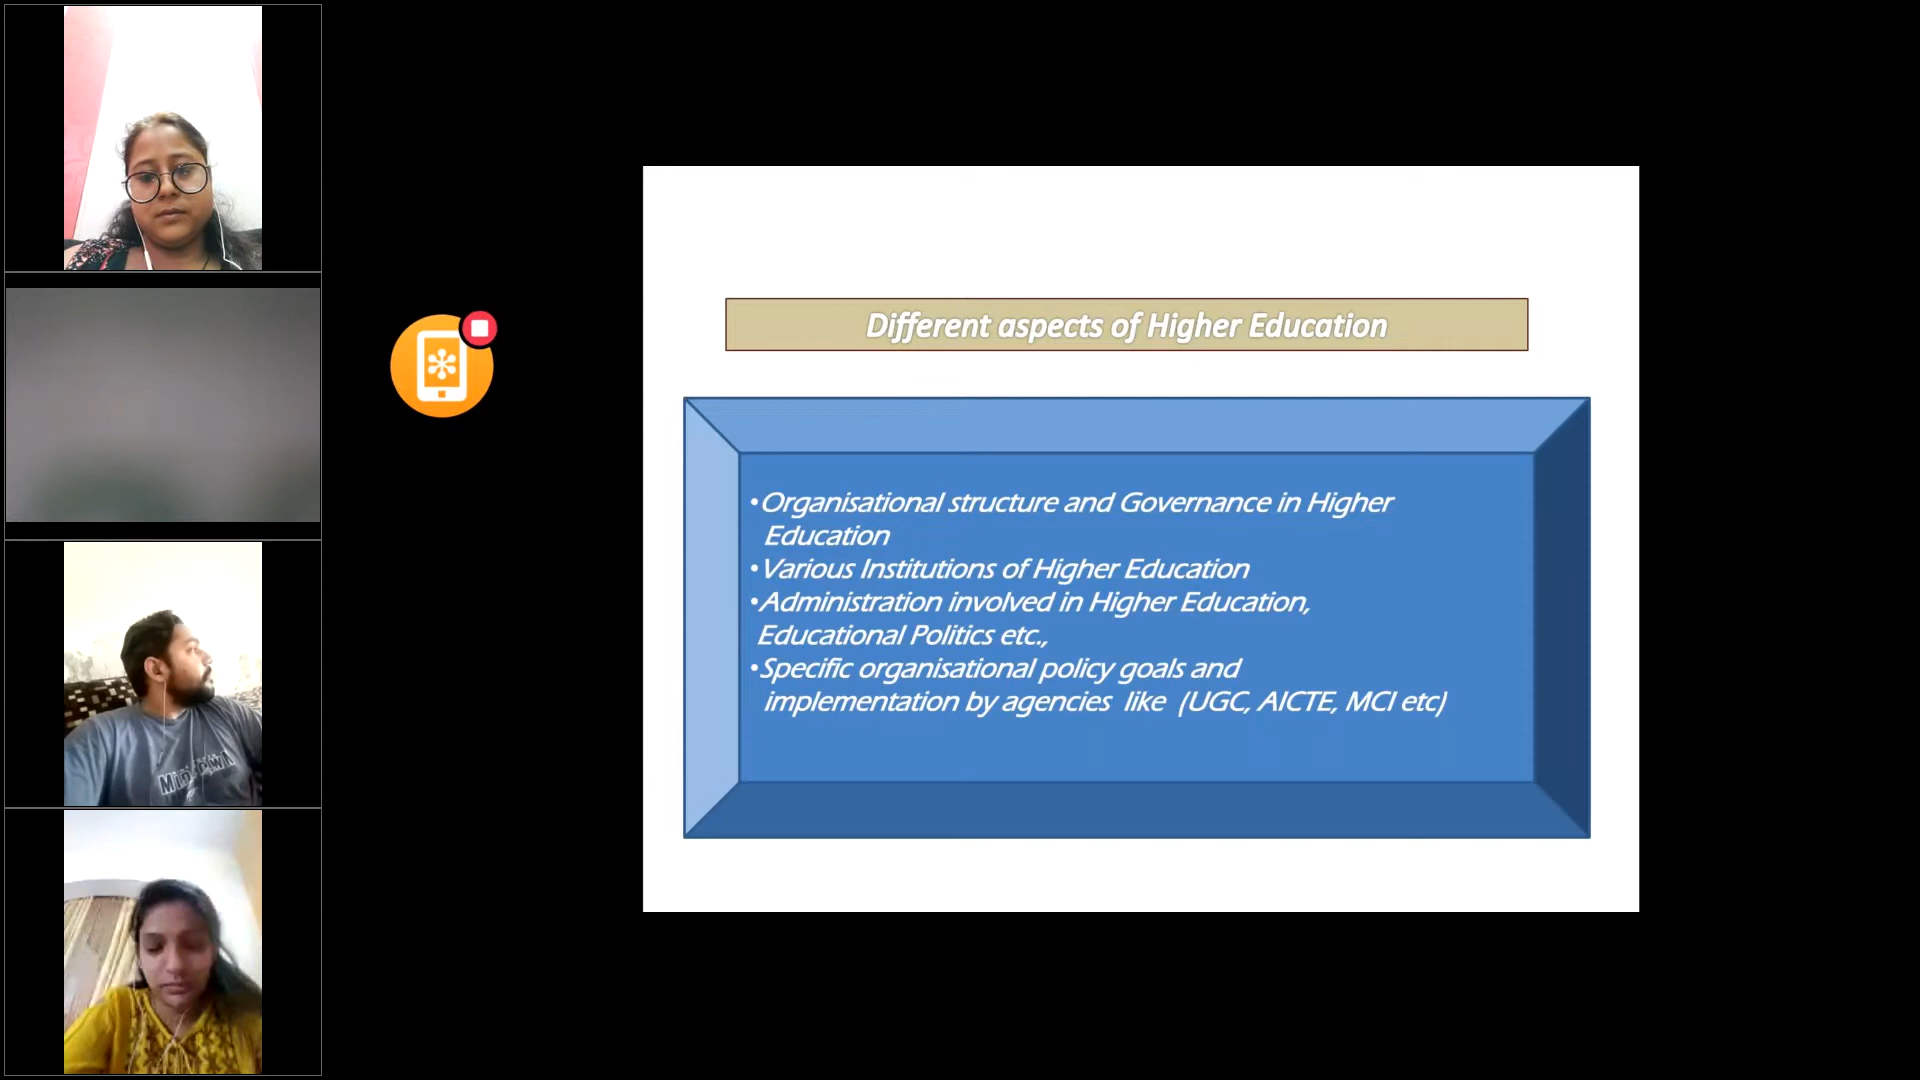 Different aspects of Higher Education
•Organisational structure and Governance in Higher
Education
•Various Institutions of Higher Education
•Administration involved in Higher Education,
Educational Politics etc.,
•Specific organisational policy goals and
implementation by agencies like (UGC, AICTE, MCI etc)